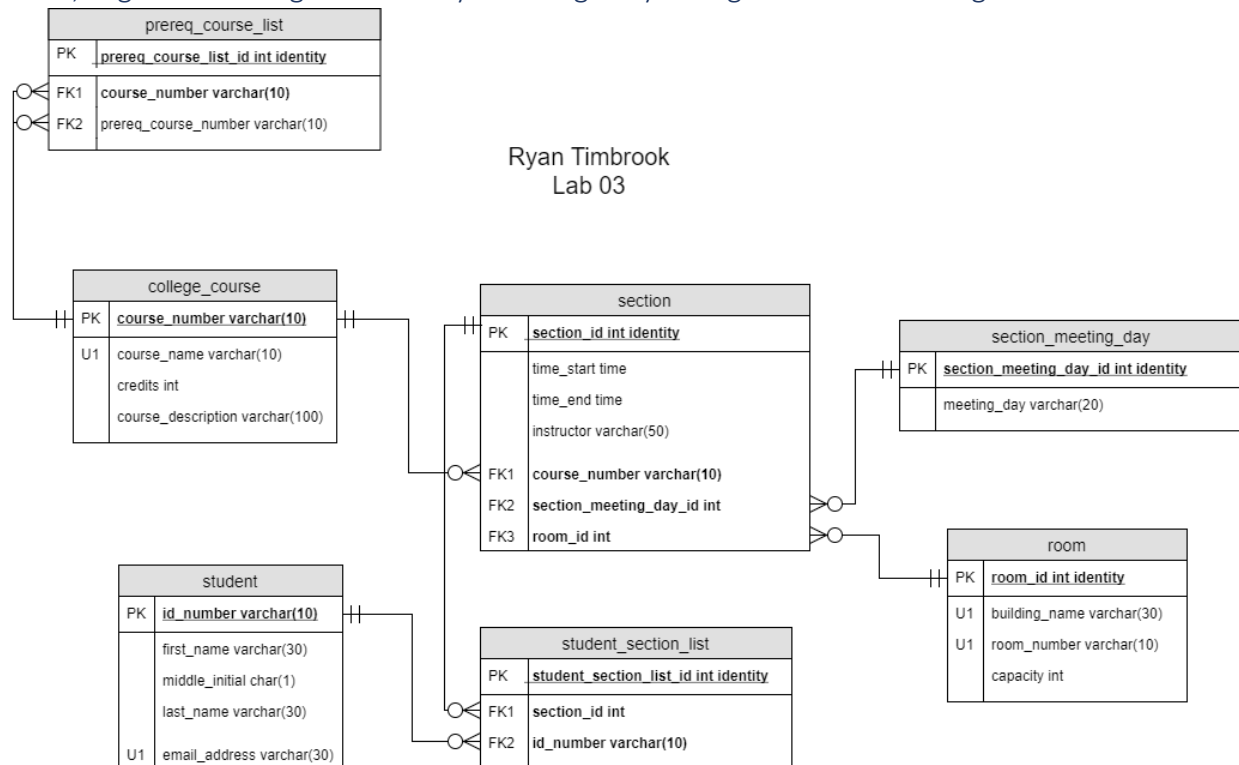 prereq_course_list
PK prereq_course_list_id int identity
FK1 course_number varchar(10)
FK2 prereq_course_number varchar(10)
Ryan Timbrook
Lab 03
college_course
PK course_number varchar(10)
U1 course_name varchar(10)
credits int
course_description varchar(100)
section
PK section_id int identity
time_start time
time_end time
instructor varchar(50)
FK1 course_number varchar(10)
FK2 section_meeting_day_id int
FK3 room_id int
section_meeting_day
PK section_meeting_day_id int identity
meeting_day varchar(20)
room
PK room_id int identity
U1 building_name varchar(30)
U1 room_number varchar(10)
capacity int
student
PK id_number varchar(10)
first_name varchar(30)
middle_initial char(1)
last_name varchar(30)
U1 email_address varchar(30)
student_section_list
PK student_section_list_id int identity
FK1 section_id int
FK2 id_number varchar(10)